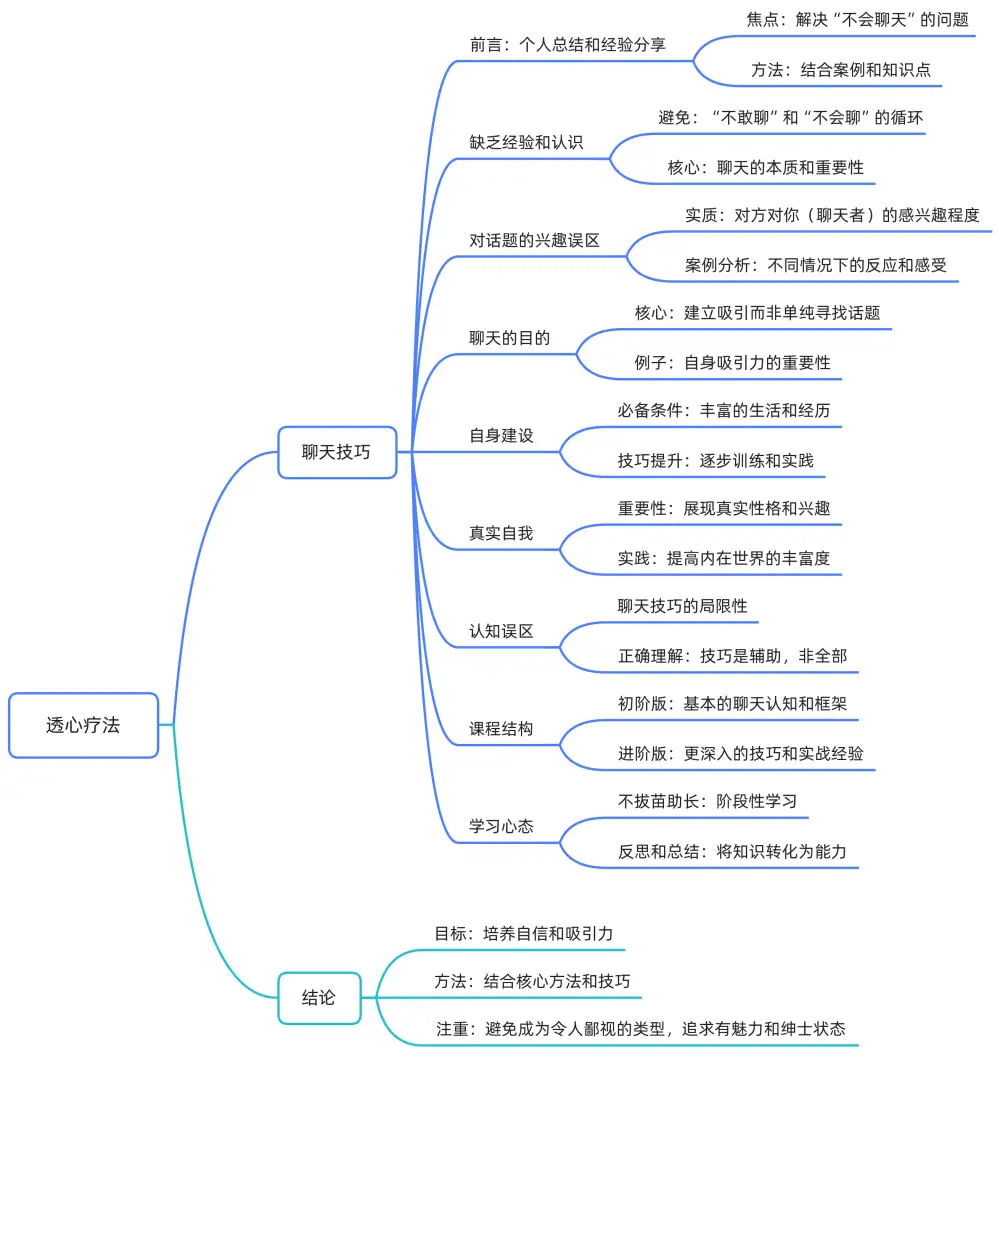 透心疗法
聊天技巧
前言：个人总结和经验分享
焦点：解决“不会聊天”的问题
方法：结合案例和知识点
缺乏经验和认识
避免：“不敢聊”和“不会聊”的循环
核心：聊天的本质和重要性
对话题的兴趣误区
实质：对方对你（聊天者）的感兴趣程度
案例分析：不同情况下的反应和感受
聊天的目的
核心：建立吸引而非单纯寻找话题
例子：自身吸引力的重要性
自身建设
必备条件：丰富的生活和经历
技巧提升：逐步训练和实践
真实自我
重要性：展现真实性格和兴趣
实践：提高内在世界的丰富度
认知误区
聊天技巧的局限性
正确理解：技巧是辅助，非全部
课程结构
初阶版：基本的聊天认知和框架
进阶版：更深入的技巧和实战经验
学习心态
不拔苗助长：阶段性学习
反思和总结：将知识转化为能力
结论
目标：培养自信和吸引力
方法：结合核心方法和技巧
注重：避免成为令人鄙视的类型，追求有魅力和绅士状态